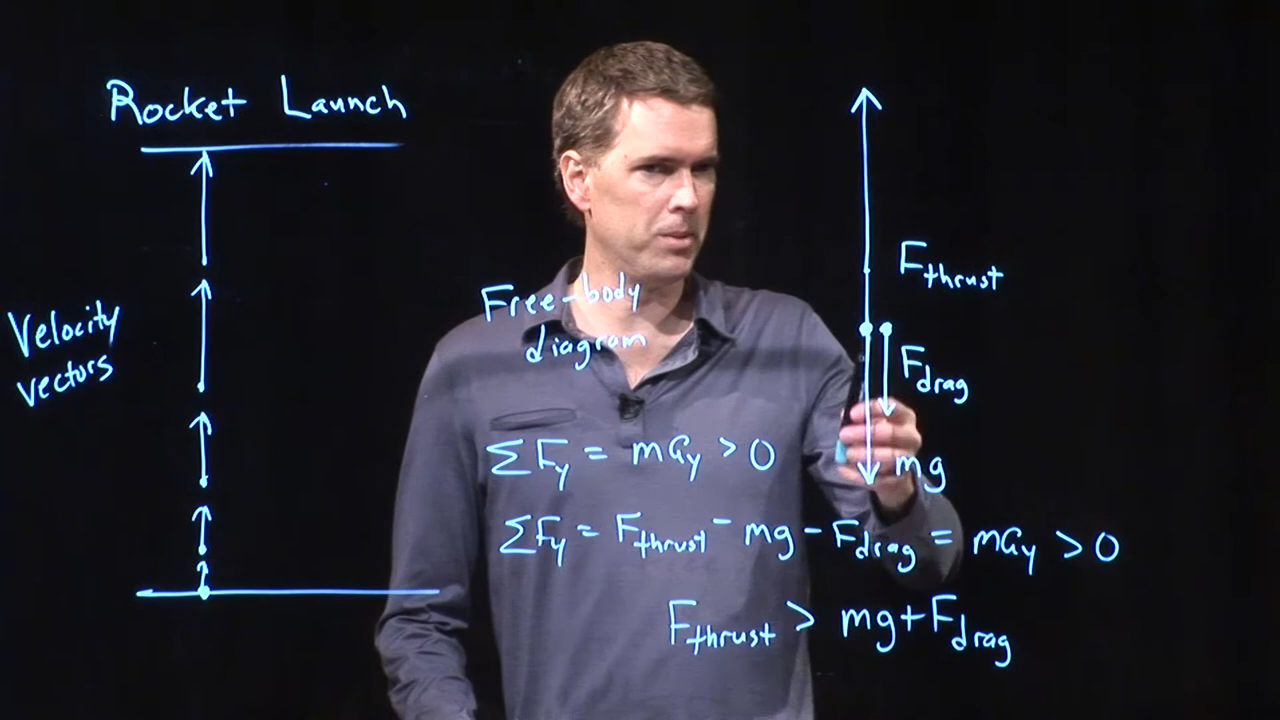 Rocket Launch
Velocity
vectors
Free-body
diagram
F_thrust
F_drag
mg
ΣF_y = ma_y > 0
ΣF_y = F_thrust - mg - F_drag = ma_y > 0
F_thrust > mg + F_drag